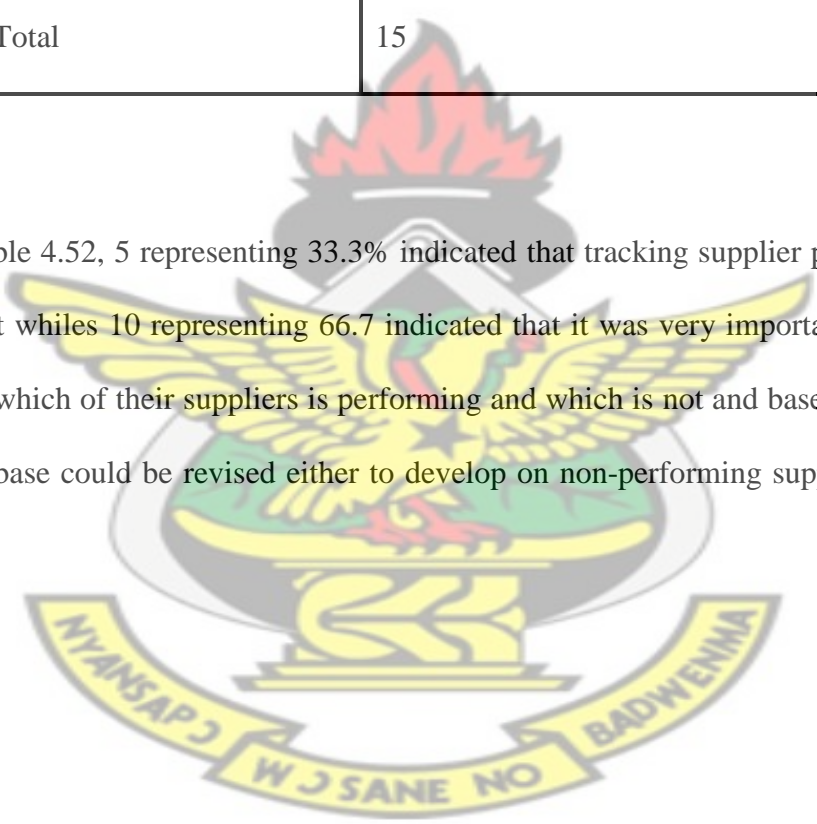 Total 15
ble 4.52, 5 representing 33.3% indicated that tracking supplier p
t whiles 10 representing 66.7 indicated that it was very importa
which of their suppliers is performing and which is not and base
base could be revised either to develop on non-performing sup
NYANSAPƆ
WƆSANE NO
BADWENMA